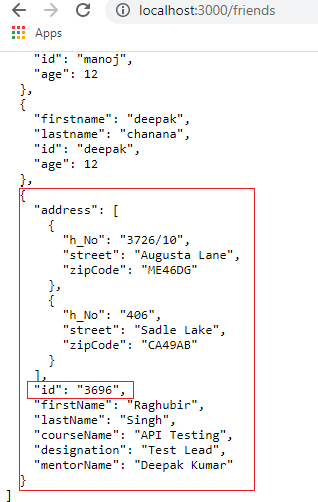 localhost:3000/friends
Apps
"id": "manoj",
"age": 12
},
{
"firstname": "deepak",
"lastname": "chanana",
"id": "deepak",
"age": 12
},
{
"address": [
{
"h_No": "3726/10",
"street": "Augusta Lane",
"zipCode": "ME46DG"
},
{
"h_No": "406",
"street": "Sadle Lake",
"zipCode": "CA49AB"
}
],
"id": "3696",
"firstName": "Raghubir",
"lastName": "Singh",
"courseName": "API Testing",
"designation": "Test Lead",
"mentorName": "Deepak Kumar"
}
]